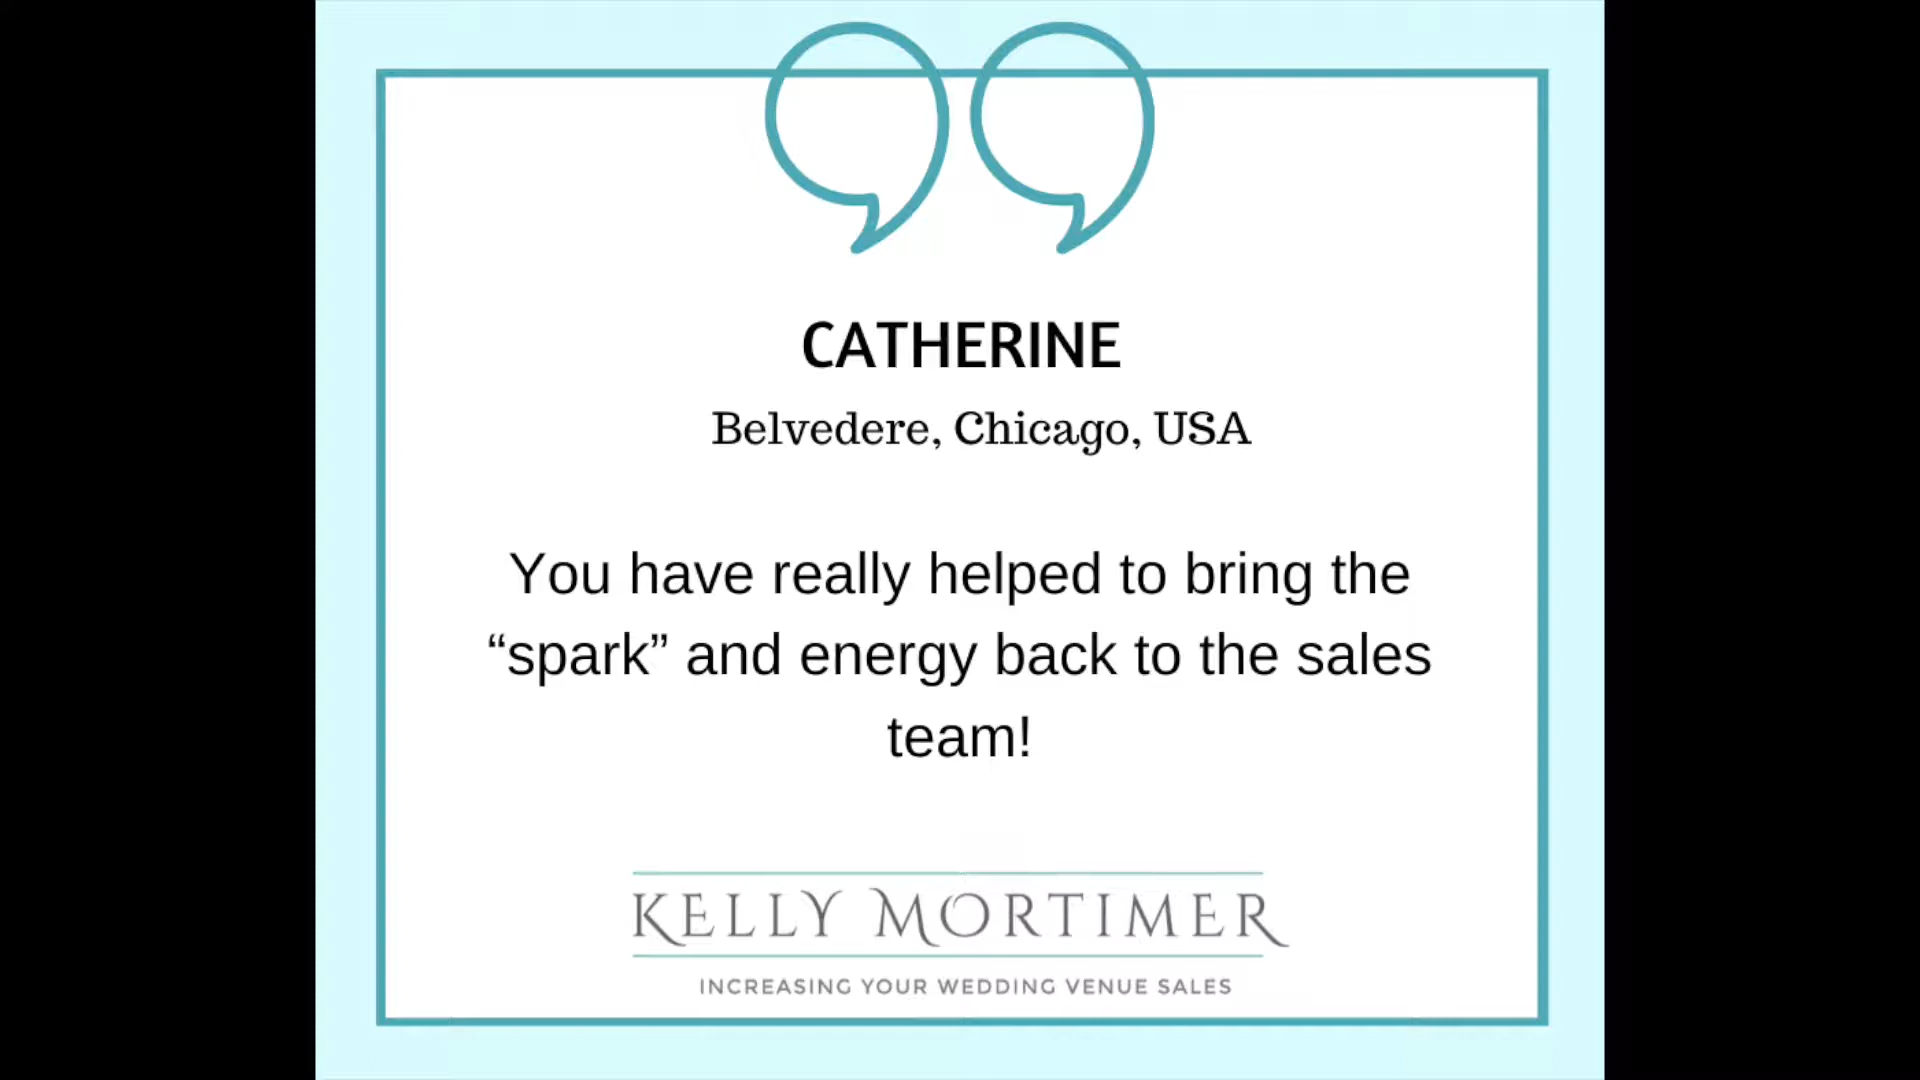 CATHERINE
Belvedere, Chicago, USA
You have really helped to bring the
“spark” and energy back to the sales
team!
KELLY MORTIMER
INCREASING YOUR WEDDING VENUE SALES